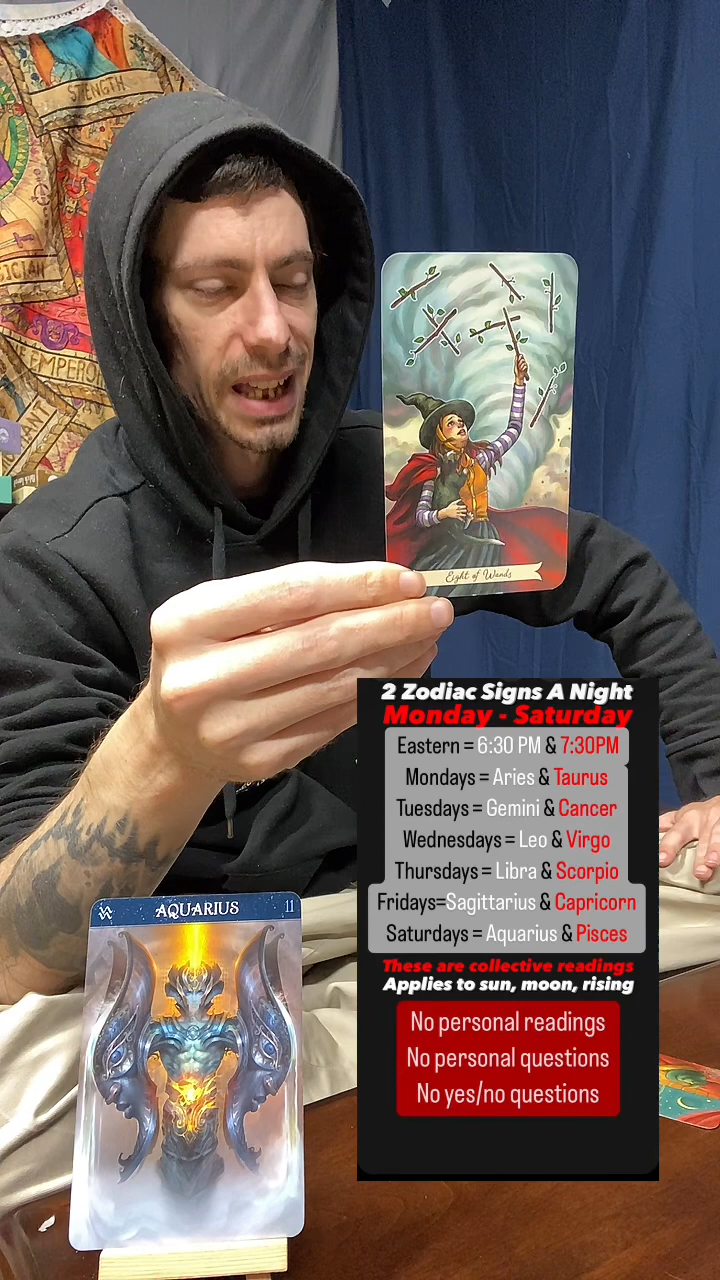 STRENGTH
ICIAN
E EMPEROR
ANT
Eight of Wands
2 Zodiac Signs A Night
Monday - Saturday
Eastern = 6:30 PM & 7:30PM
Mondays = Aries & Taurus
Tuesdays = Gemini & Cancer
Wednesdays = Leo & Virgo
Thursdays = Libra & Scorpio
Fridays=Sagittarius & Capricorn
Saturdays = Aquarius & Pisces
These are collective readings
Applies to sun, moon, rising
No personal readings
No personal questions
No yes/no questions
AQUARIUS 11